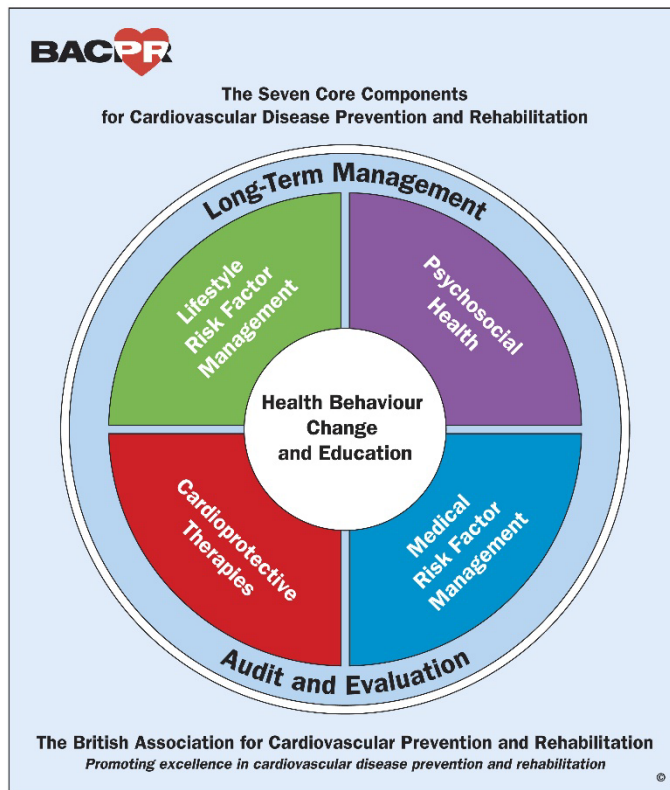 BACPR
The Seven Core Components
for Cardiovascular Disease Prevention and Rehabilitation
Long-Term Management
Lifestyle
Risk Factor
Management
Psychosocial
Health
Health Behaviour
Change
and Education
Cardioprotective
Therapies
Medical
Risk Factor
Management
Audit and Evaluation
The British Association for Cardiovascular Prevention and Rehabilitation
Promoting excellence in cardiovascular disease prevention and rehabilitation
©